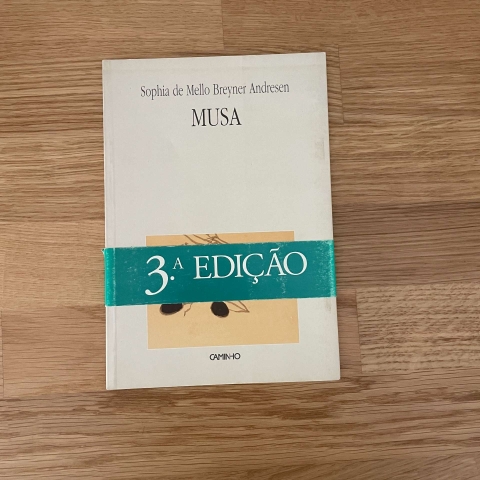 Sophia de Mello Breyner Andresen
MUSA
3.ª EDIÇÃO
CAMINHO